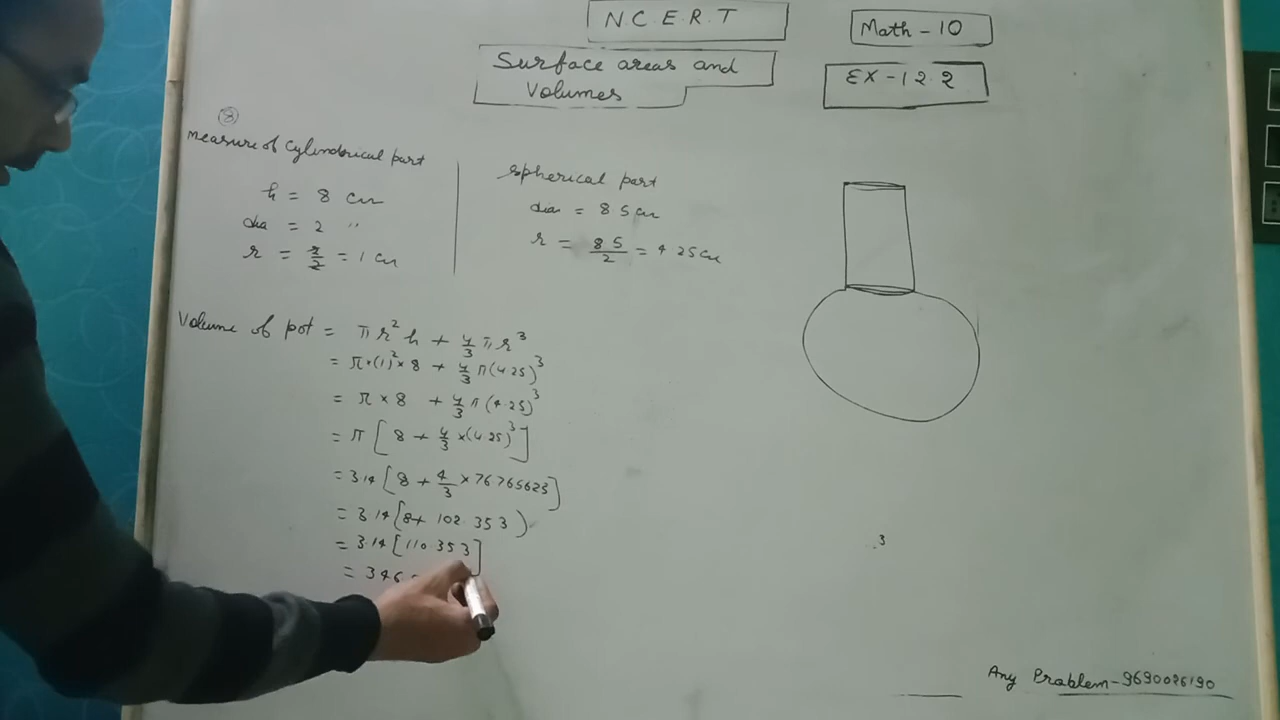 N.C.E.R.T
Math-10
Surface areas and
Volumes
EX-12.2
8
Measure of Cylindrical part
h = 8 cm
dia = 2 "
r = 2/2 = 1 cm
Spherical part
dia = 8.5 cm
r = 8.5/2 = 4.25 cm
Volume of pot = πr²h + 4/3 πr³
= π×(1)²×8 + 4/3 π(4.25)³
= π×8 + 4/3 π(4.25)³
= π[8 + 4/3×(4.25)³]
= 3.14[8 + 4/3 × 76.765623]
= 3.14[8+ 102.353)
= 3.14[110.353]
= 346
.3
Any Problem-9690026190